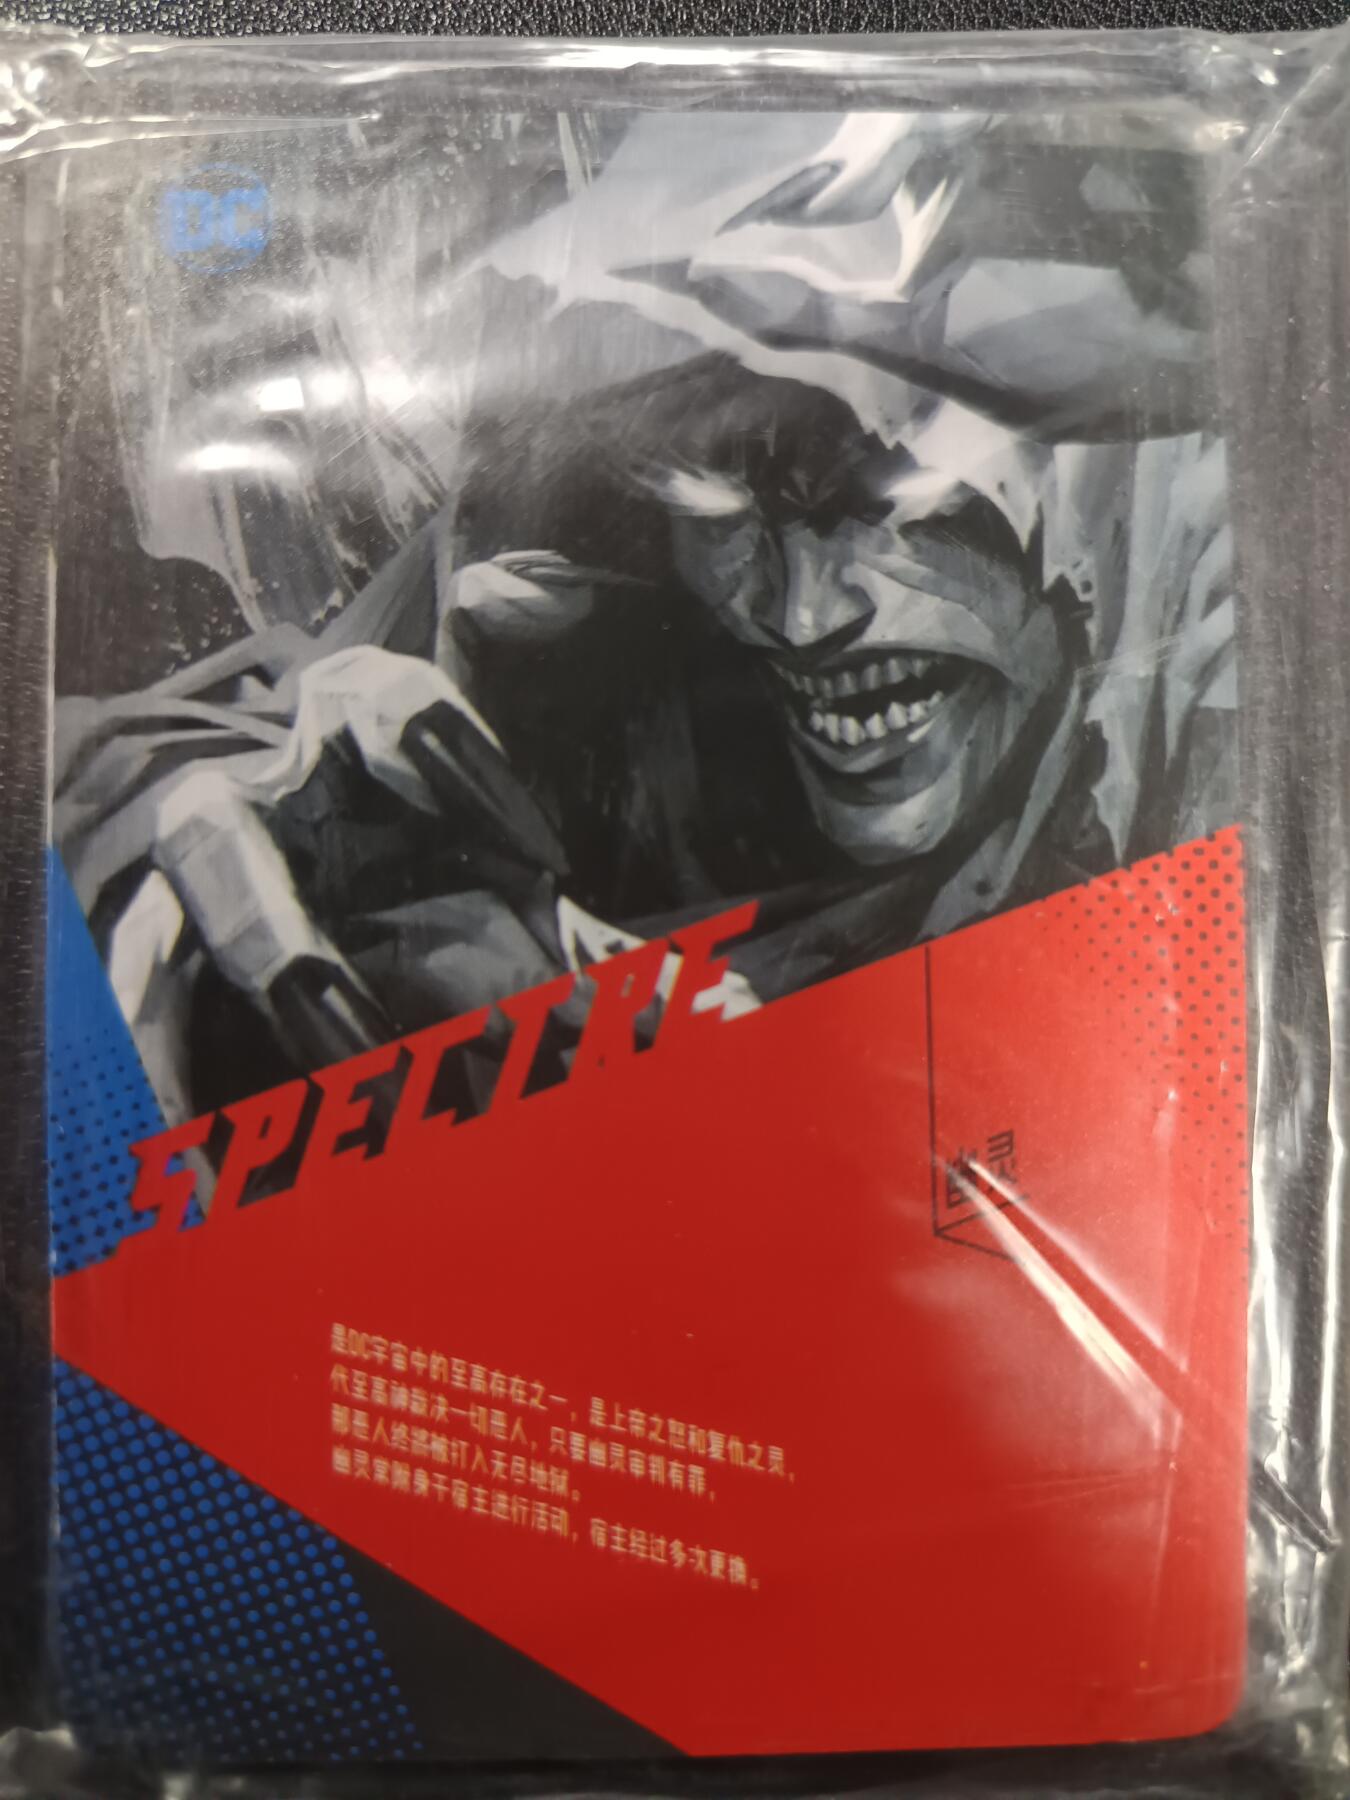 DC
SPECTRE
幽灵
是DC宇宙中的至高存在之一，是上帝之怒和复仇之灵，
代至高神裁决一切恶人，只要幽灵审判有罪，
那恶人终将被打入无尽地狱。
幽灵常附身于宿主进行活动，宿主经过多次更换。